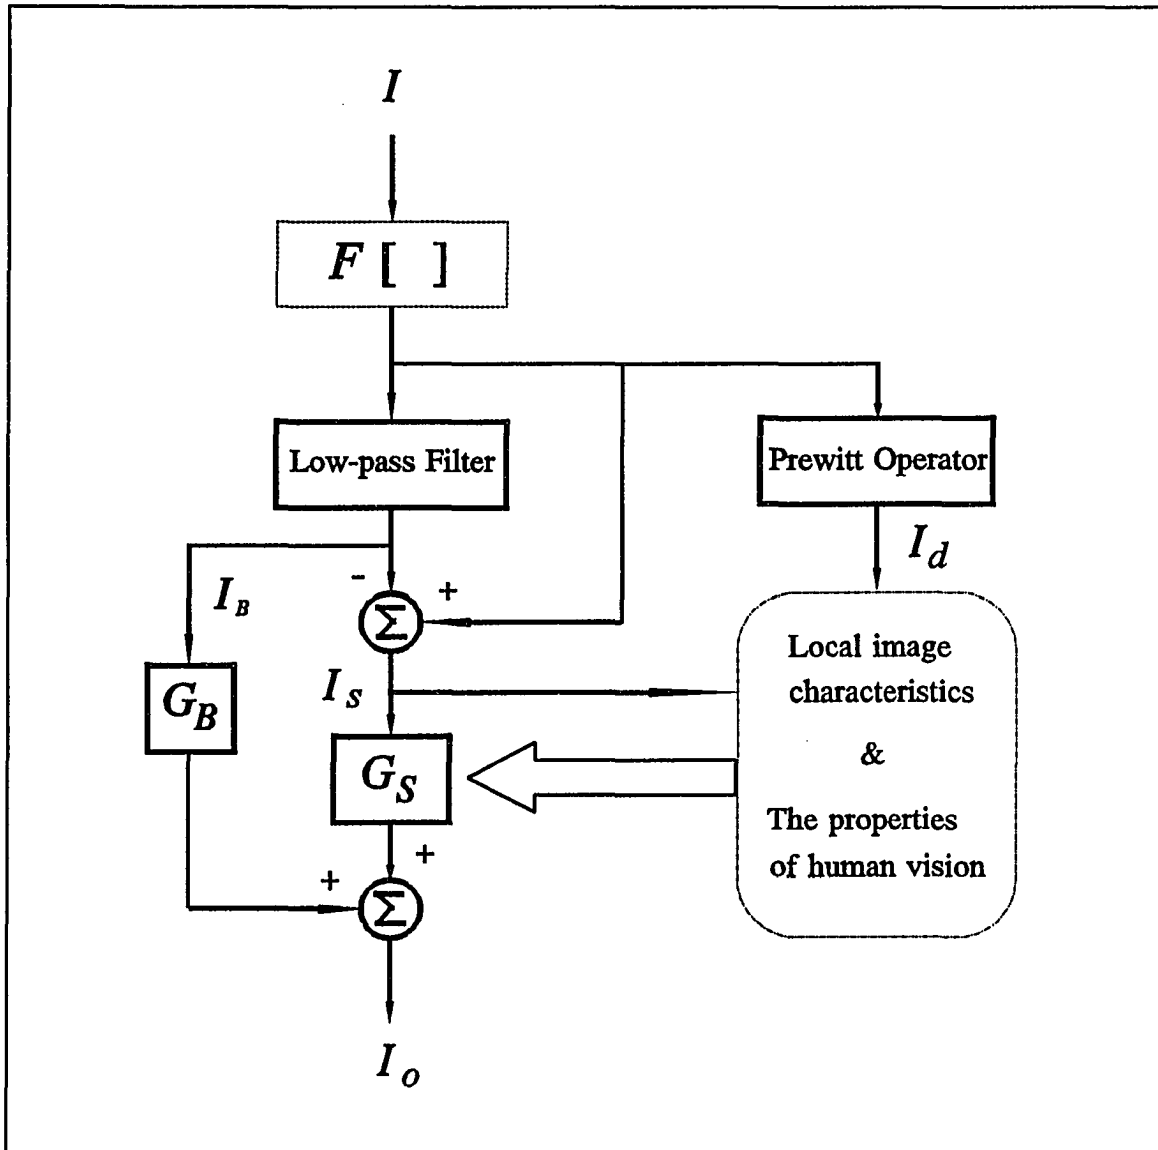 I
F [ ]
Low-pass Filter
Prewitt Operator
I_d
I_B
-
+
Σ
Local image
characteristics
&
The properties
of human vision
I_S
G_B
G_S
+
+
Σ
I_o